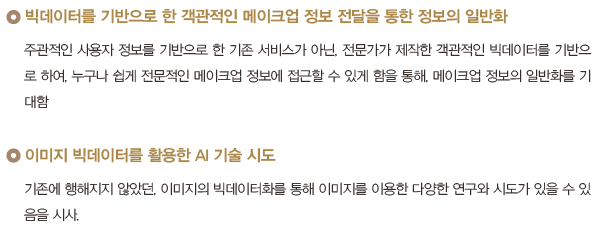 빅데이터를 기반으로 한 객관적인 메이크업 정보 전달을 통한 정보의 일반화
주관적인 사용자 정보를 기반으로 한 기존 서비스가 아닌, 전문가가 제작한 객관적인 빅데이터를 기반으
로 하여, 누구나 쉽게 전문적인 메이크업 정보에 접근할 수 있게 함을 통해, 메이크업 정보의 일반화를 기
대함
이미지 빅데이터를 활용한 AI 기술 시도
기존에 행해지지 않았던, 이미지의 빅데이터화를 통해 이미지를 이용한 다양한 연구와 시도가 있을 수 있
음을 시사.